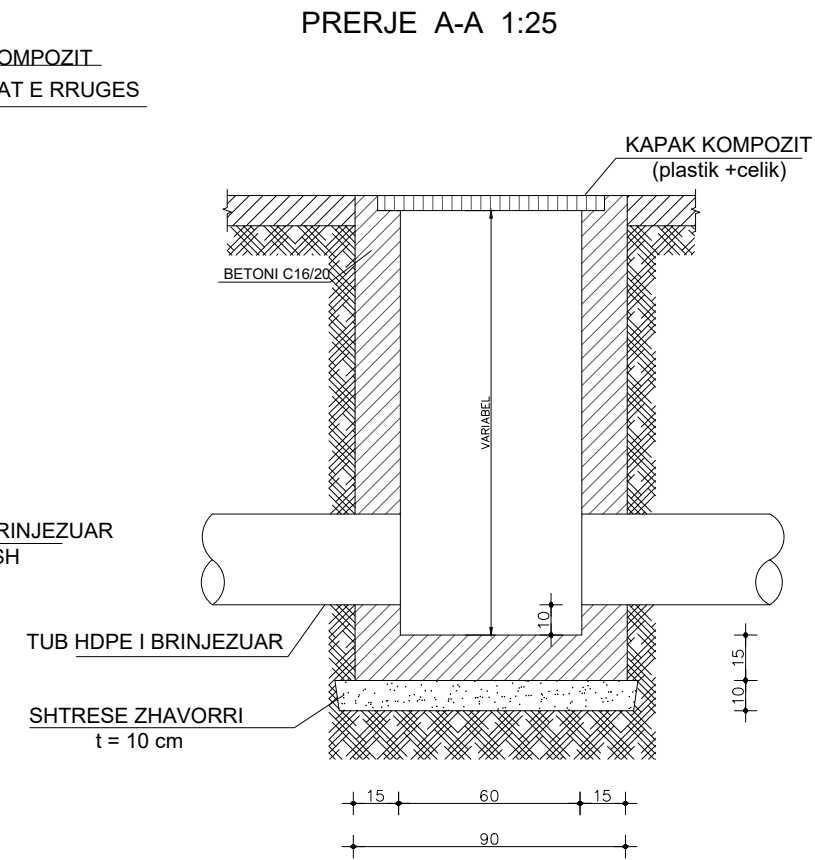 PRERJE A-A 1:25
OMPOZIT
AT E RRUGES
KAPAK KOMPOZIT
(plastik +celik)
BETONI C16/20
VARIABEL
RINJEZUAR
SH
10
TUB HDPE I BRINJEZUAR
15
10
SHTRESE ZHAVORRI
t = 10 cm
15 60 15
90